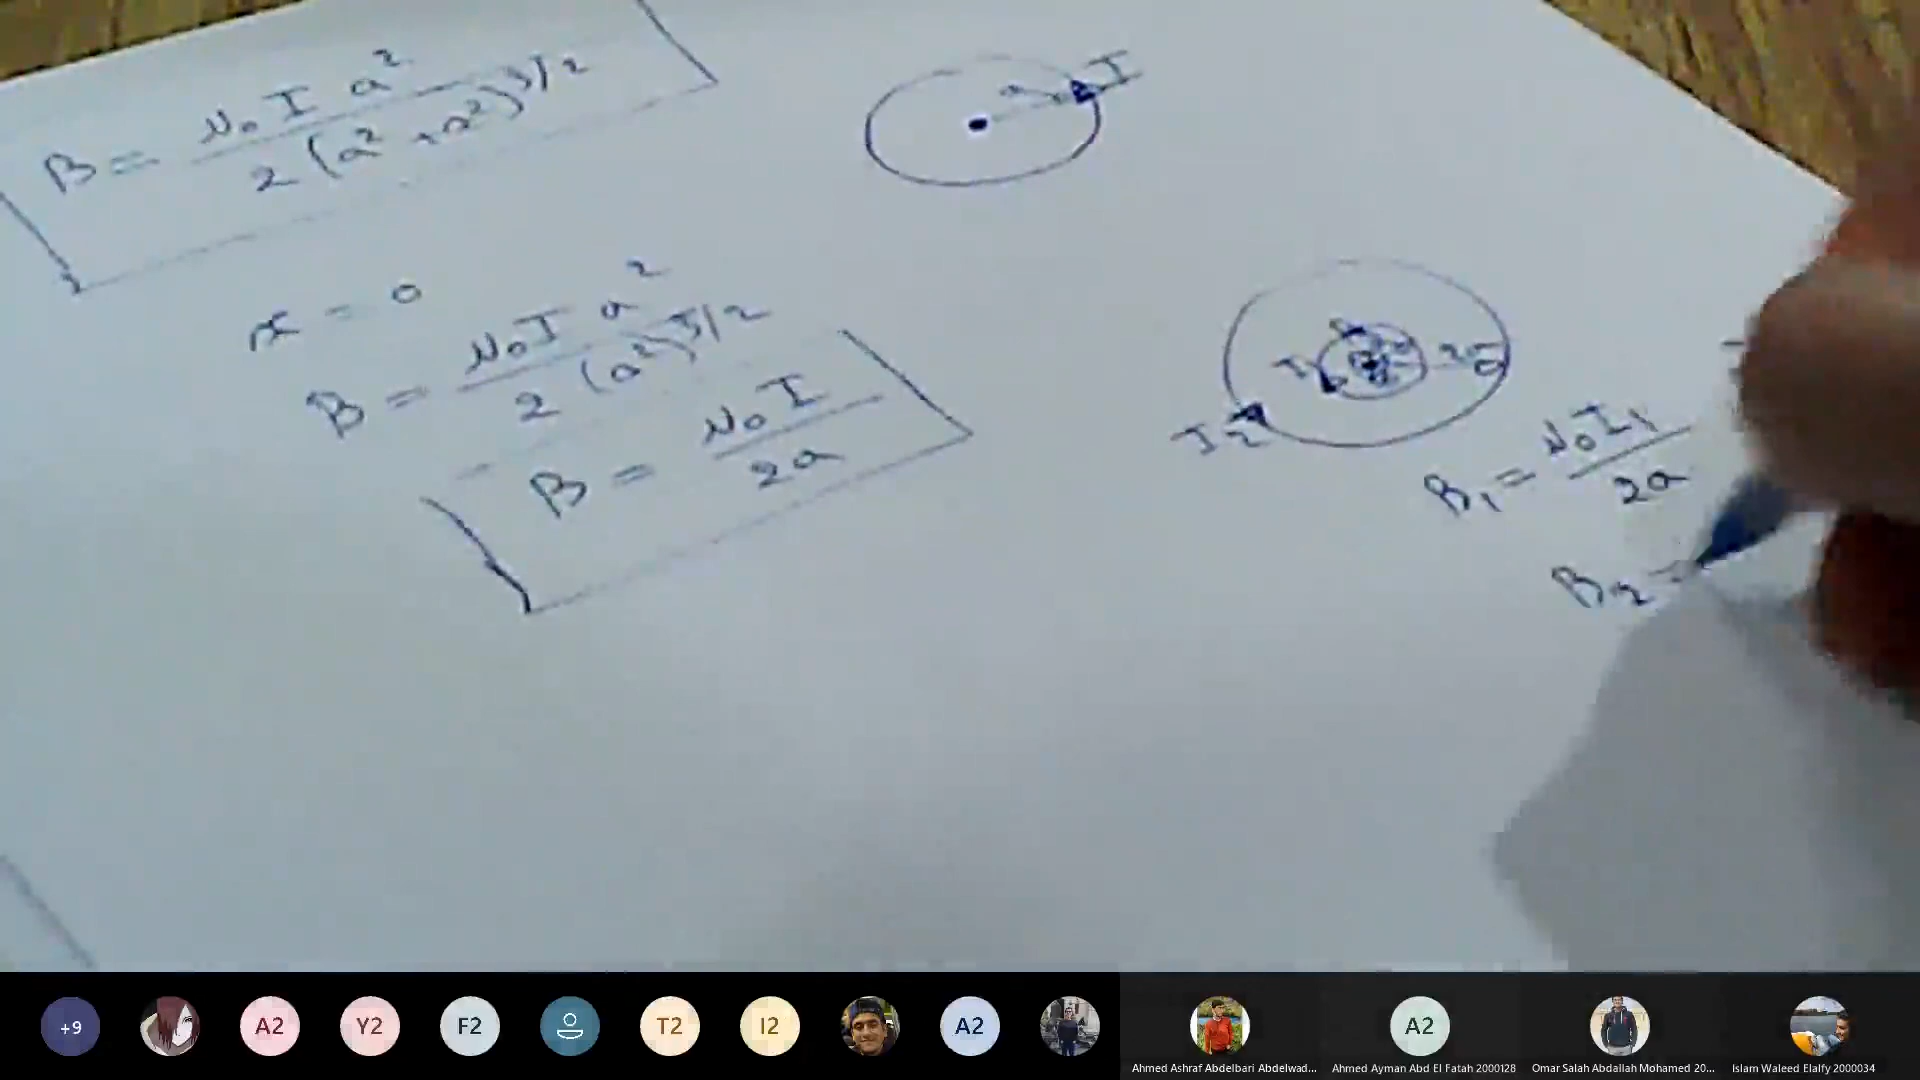 B = μ₀ I a² / 2 (a² + x²)^3/2
a I
x = 0
B = μ₀ I a² / 2 (a²)^3/2
B = μ₀ I / 2a
I₂
B₁ = μ₀ I₁ / 2a
B₂ =
+9
A2
Y2
F2
T2
I2
A2
A2
Ahmed Ashraf Abdelbari Abdelwad...
Ahmed Ayman Abd El Fatah 2000128
Omar Salah Abdallah Mohamed 20...
Islam Waleed Elalfy 2000034